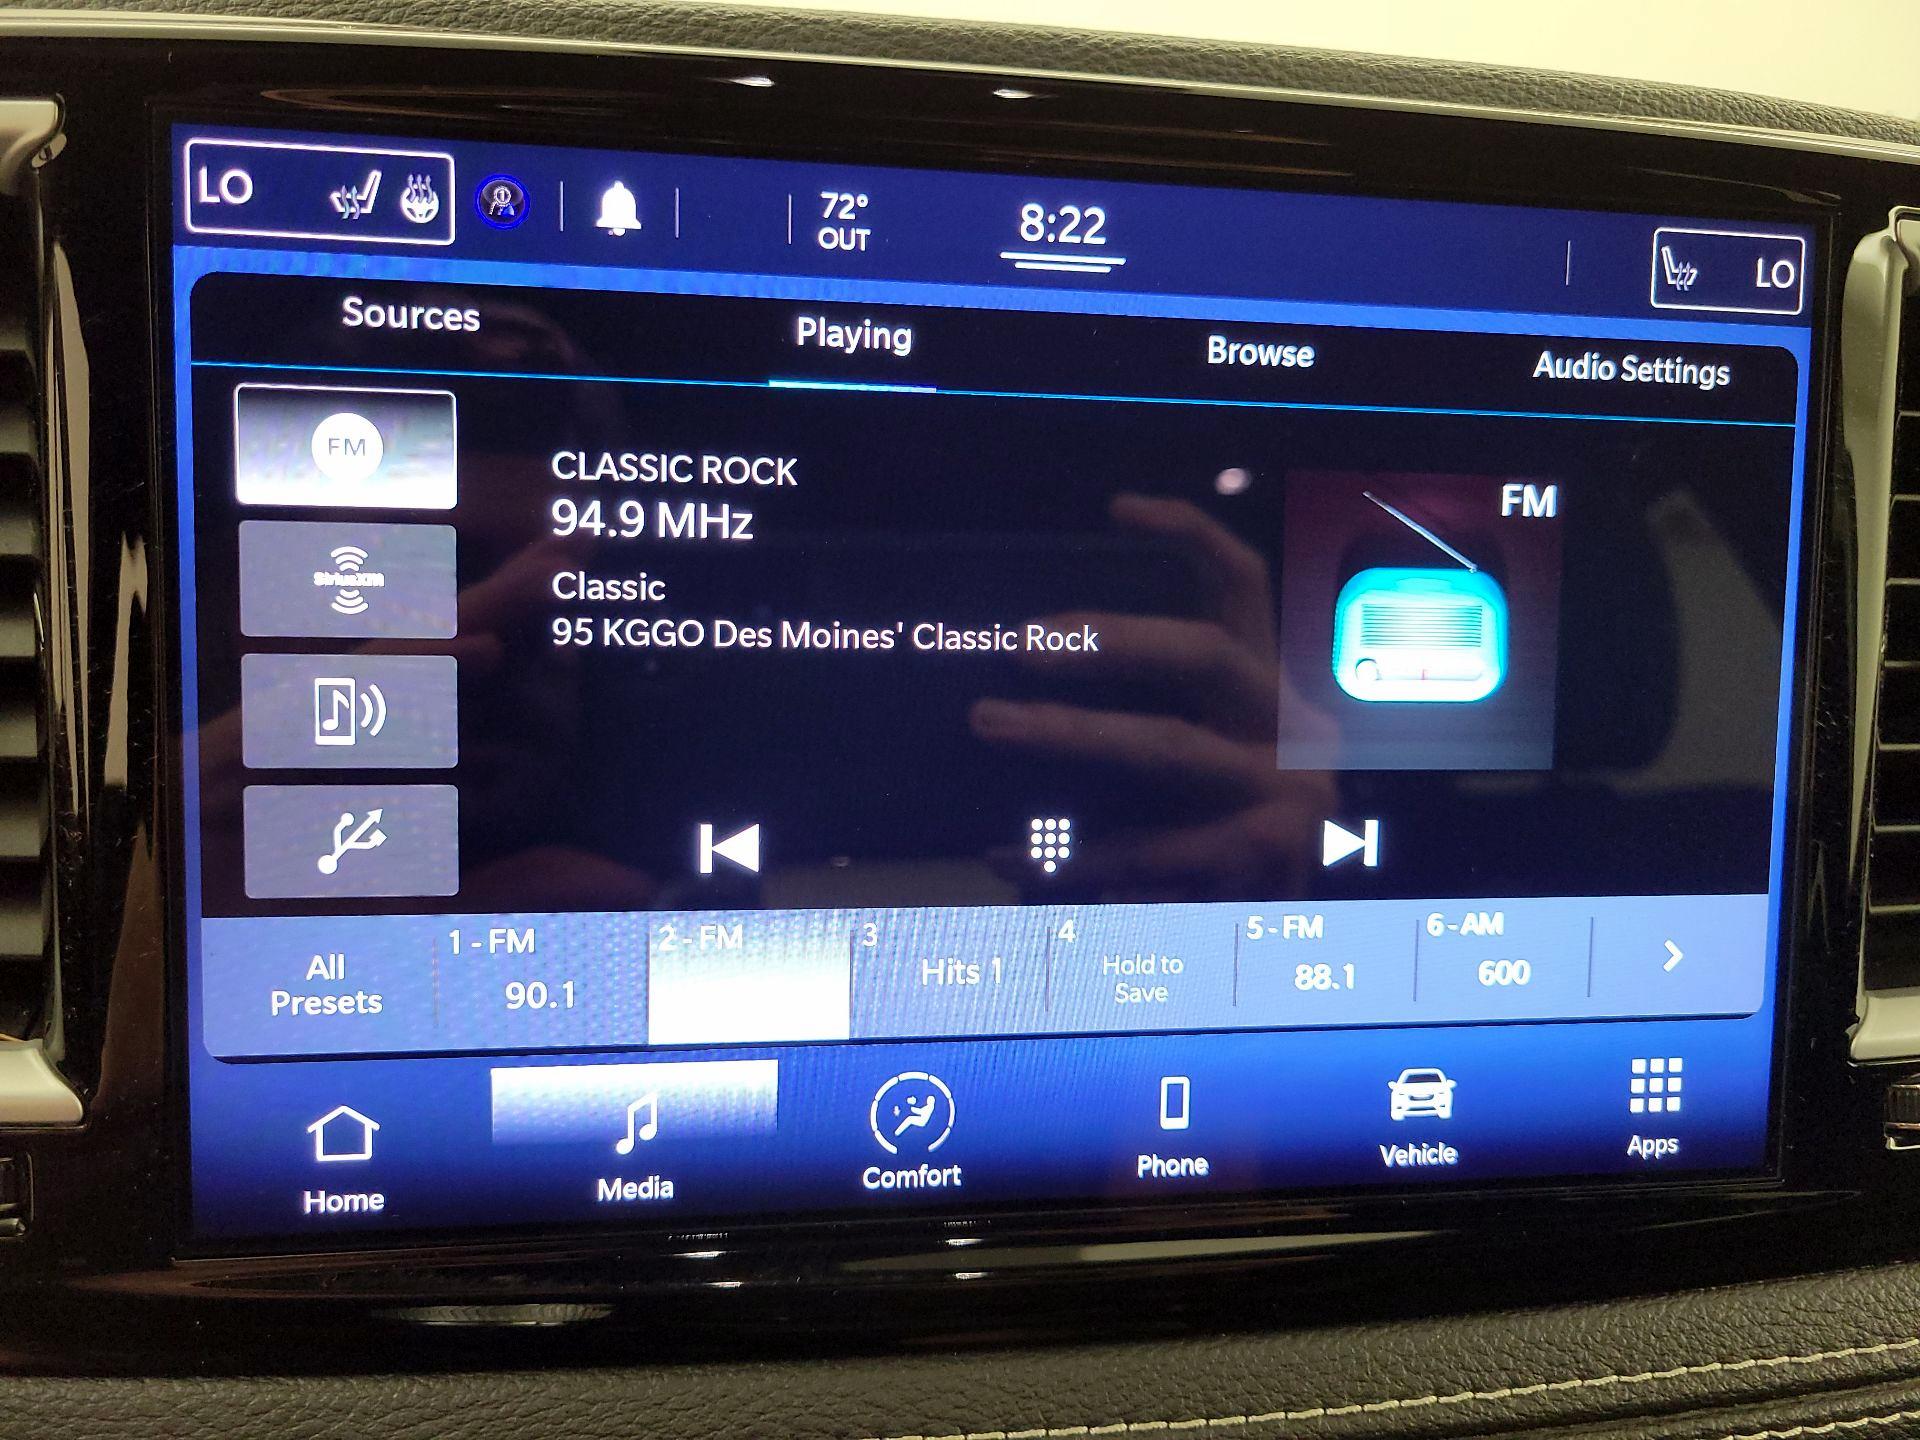 LO
72°
OUT
8:22
LO
Sources
Playing
Browse
Audio Settings
FM
SiriusXM
CLASSIC ROCK
94.9 MHz
Classic
95 KGGO Des Moines' Classic Rock
FM
All
Presets
1 - FM
90.1
2 - FM
3
Hits 1
4
Hold to
Save
5 - FM
88.1
6 - AM
600
Home
Media
Comfort
Phone
Vehicle
Apps